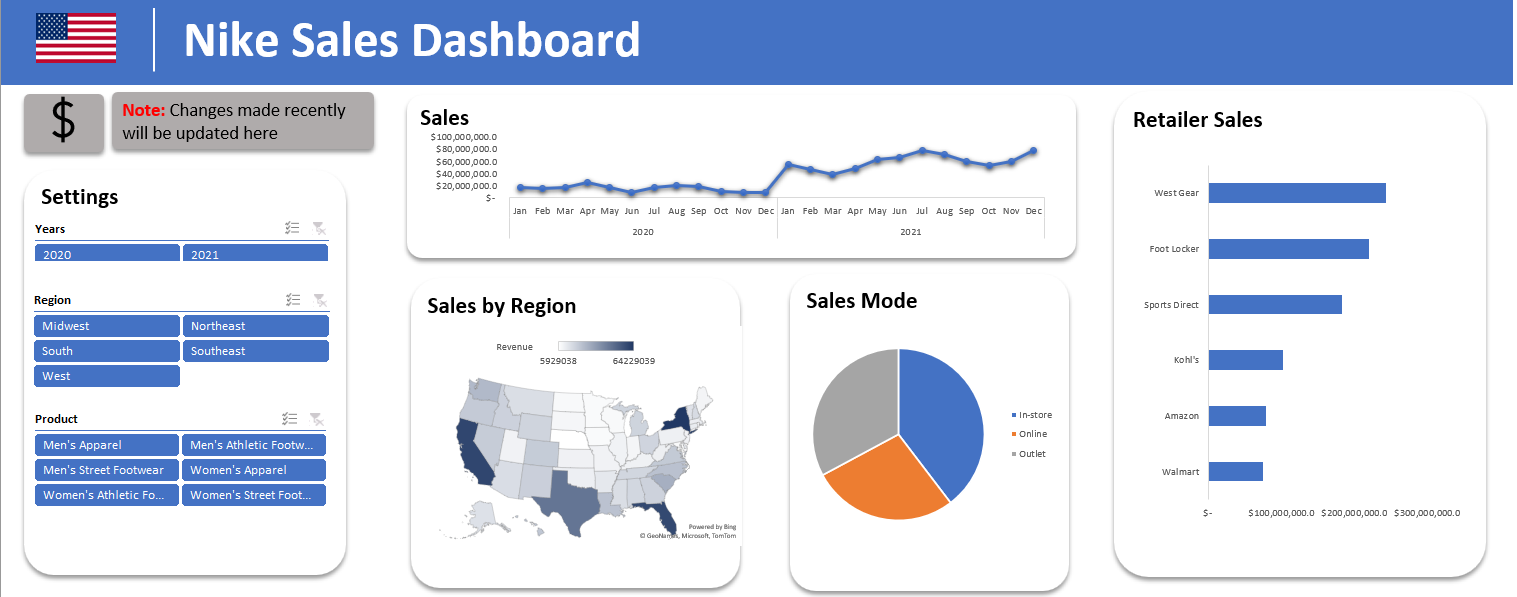 Nike Sales Dashboard
$
Note: Changes made recently
will be updated here
Settings
Years
2020
2021
Region
Midwest
Northeast
South
Southeast
West
Product
Men's Apparel
Men's Athletic Footw...
Men's Street Footwear
Women's Apparel
Women's Athletic Fo...
Women's Street Foot...
Sales
$100,000,000.0
$80,000,000.0
$60,000,000.0
$40,000,000.0
$20,000,000.0
$-
Jan Feb Mar Apr May Jun Jul Aug Sep Oct Nov Dec Jan Feb Mar Apr May Jun Jul Aug Sep Oct Nov Dec
2020 2021
Sales by Region
Revenue
5929038 64229039
Powered by Bing
© GeoNames, Microsoft, TomTom
Sales Mode
In-store
Online
Outlet
Retailer Sales
West Gear
Foot Locker
Sports Direct
Kohl's
Amazon
Walmart
$- $100,000,000.0 $200,000,000.0 $300,000,000.0